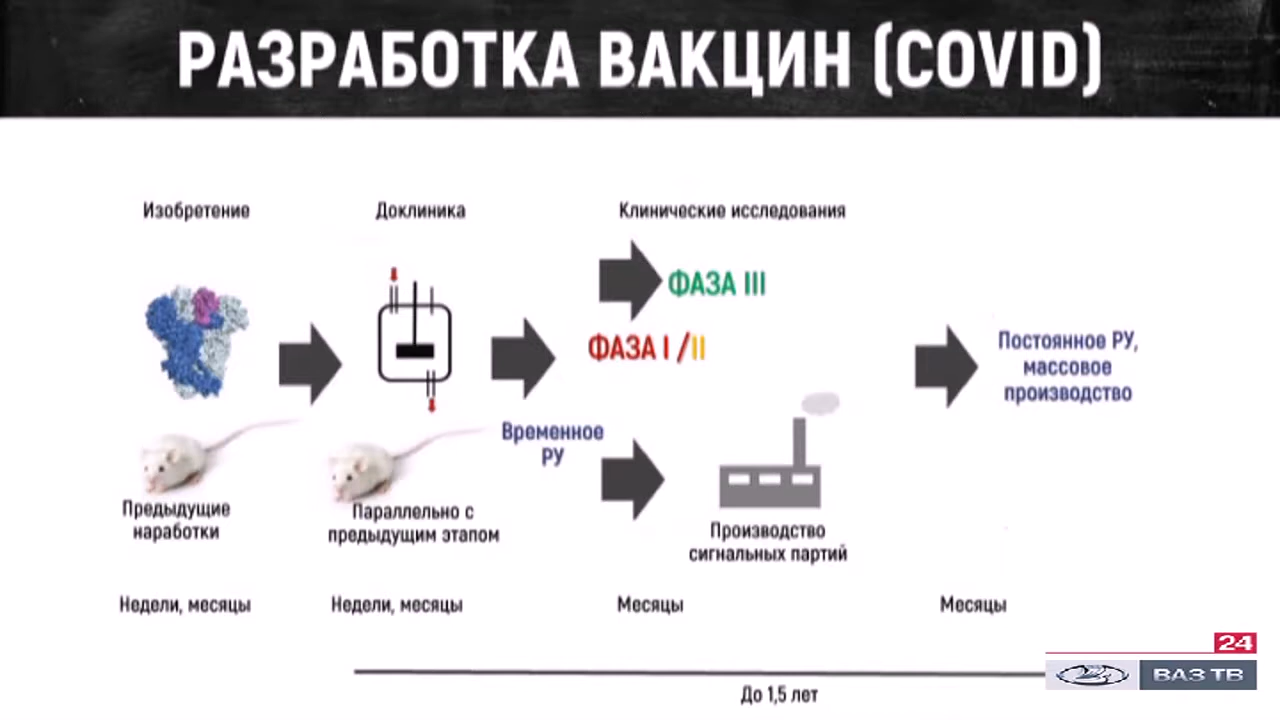 РАЗРАБОТКА ВАКЦИН (COVID)
Изобретение
Доклиника
Клинические исследования
ФАЗА III
ФАЗА I / II
Постоянное РУ,
массовое
производство
Временное
РУ
Предыдущие
наработки
Параллельно с
предыдущим этапом
Производство
сигнальных партий
Недели, месяцы
Недели, месяцы
Месяцы
Месяцы
До 1,5 лет
24
ВАЗ ТВ